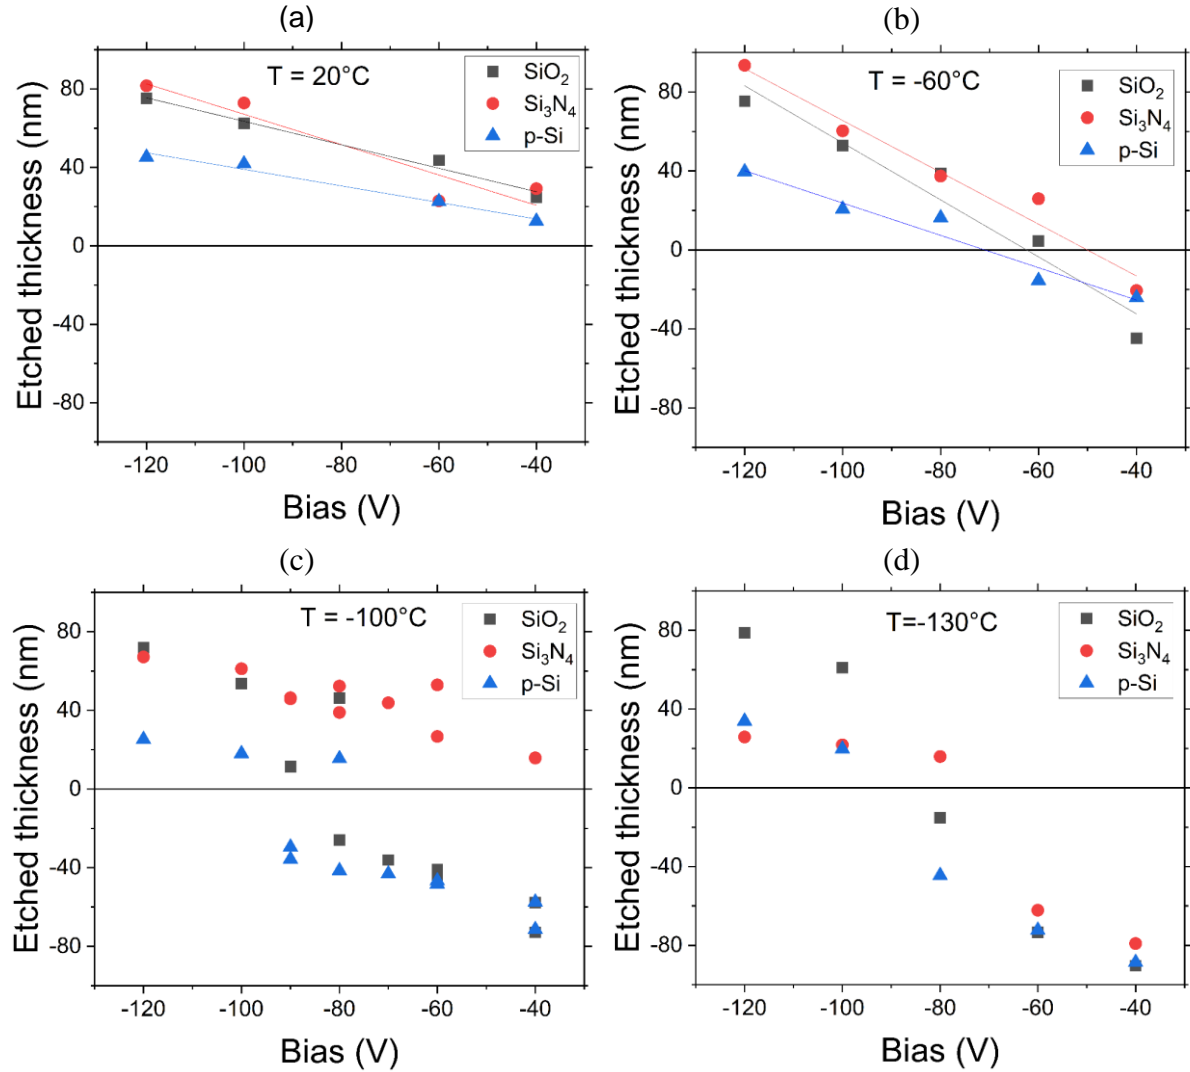 (a)
T = 20°C
SiO₂
Si₃N₄
p-Si
80
40
0
-40
-80
Etched thickness (nm)
-120 -100 -80 -60 -40
Bias (V)
(b)
T = -60°C
SiO₂
Si₃N₄
p-Si
80
40
0
-40
-80
Etched thickness (nm)
-120 -100 -80 -60 -40
Bias (V)
(c)
T = -100°C
SiO₂
Si₃N₄
p-Si
80
40
0
-40
-80
Etched thickness (nm)
-120 -100 -80 -60 -40
Bias (V)
(d)
T=-130°C
SiO₂
Si₃N₄
p-Si
80
40
0
-40
-80
Etched thickness (nm)
-120 -100 -80 -60 -40
Bias (V)